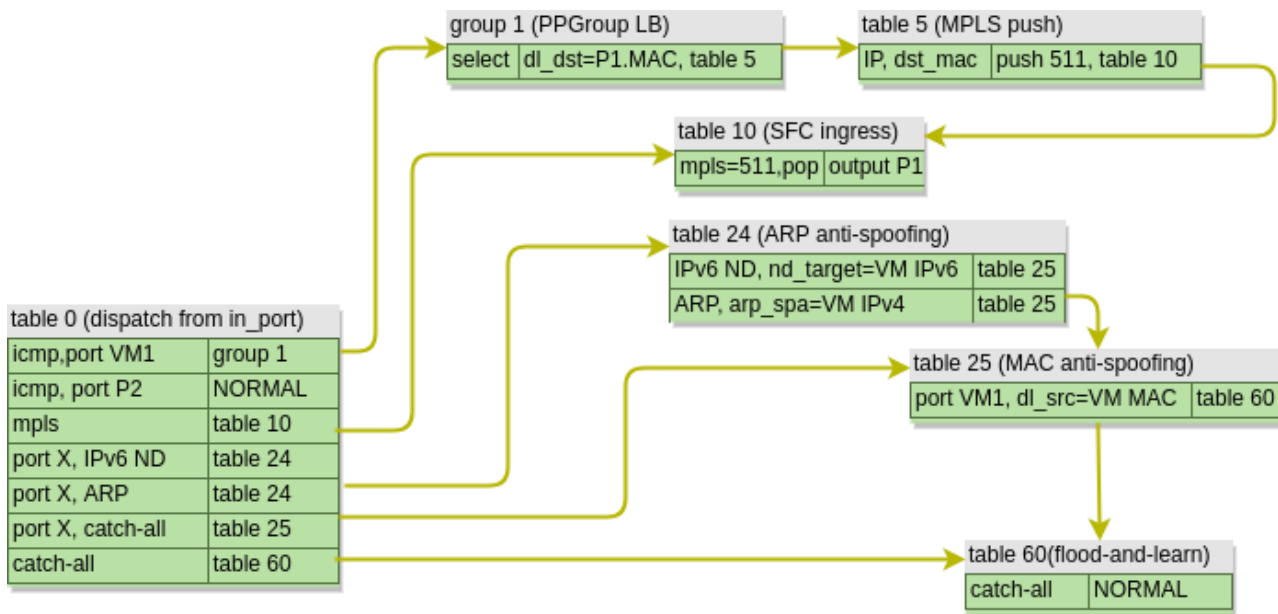 group 1 (PPGroup LB)
select dl_dst=P1.MAC, table 5
table 5 (MPLS push)
IP, dst_mac push 511, table 10
table 10 (SFC ingress)
mpls=511,pop output P1
table 24 (ARP anti-spoofing)
IPv6 ND, nd_target=VM IPv6 table 25
ARP, arp_spa=VM IPv4 table 25
table 0 (dispatch from in_port)
icmp,port VM1 group 1
icmp, port P2 NORMAL
mpls table 10
port X, IPv6 ND table 24
port X, ARP table 24
port X, catch-all table 25
catch-all table 60
table 25 (MAC anti-spoofing)
port VM1, dl_src=VM MAC table 60
table 60(flood-and-learn)
catch-all NORMAL